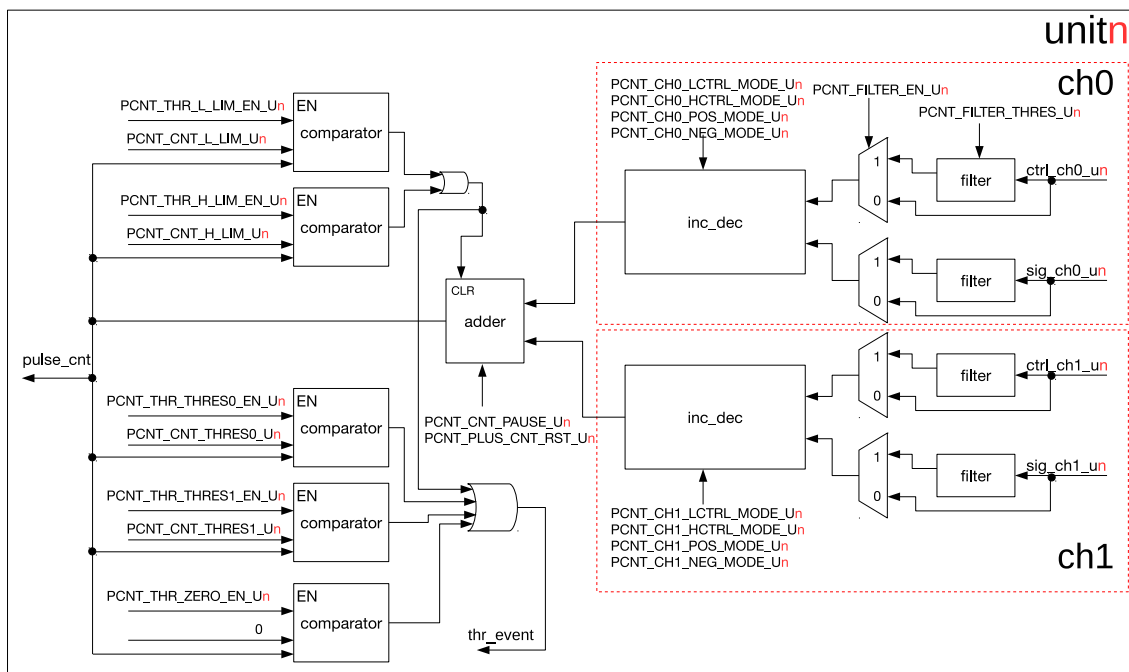 unitn
ch0
PCNT_CH0_LCTRL_MODE_Un
PCNT_CH0_HCTRL_MODE_Un
PCNT_CH0_POS_MODE_Un
PCNT_CH0_NEG_MODE_Un
PCNT_FILTER_EN_Un
PCNT_FILTER_THRES_Un
PCNT_THR_L_LIM_EN_Un
PCNT_CNT_L_LIM_Un
EN
comparator
PCNT_THR_H_LIM_EN_Un
PCNT_CNT_H_LIM_Un
EN
comparator
inc_dec
1
0
filter
ctrl_ch0_un
1
0
filter
sig_ch0_un
CLR
adder
pulse_cnt
PCNT_CNT_PAUSE_Un
PCNT_PLUS_CNT_RST_Un
inc_dec
1
0
filter
ctrl_ch1_un
1
0
filter
sig_ch1_un
PCNT_THR_THRES0_EN_Un
PCNT_CNT_THRES0_Un
EN
comparator
PCNT_THR_THRES1_EN_Un
PCNT_CNT_THRES1_Un
EN
comparator
PCNT_CH1_LCTRL_MODE_Un
PCNT_CH1_HCTRL_MODE_Un
PCNT_CH1_POS_MODE_Un
PCNT_CH1_NEG_MODE_Un
ch1
PCNT_THR_ZERO_EN_Un
0
EN
comparator
thr_event